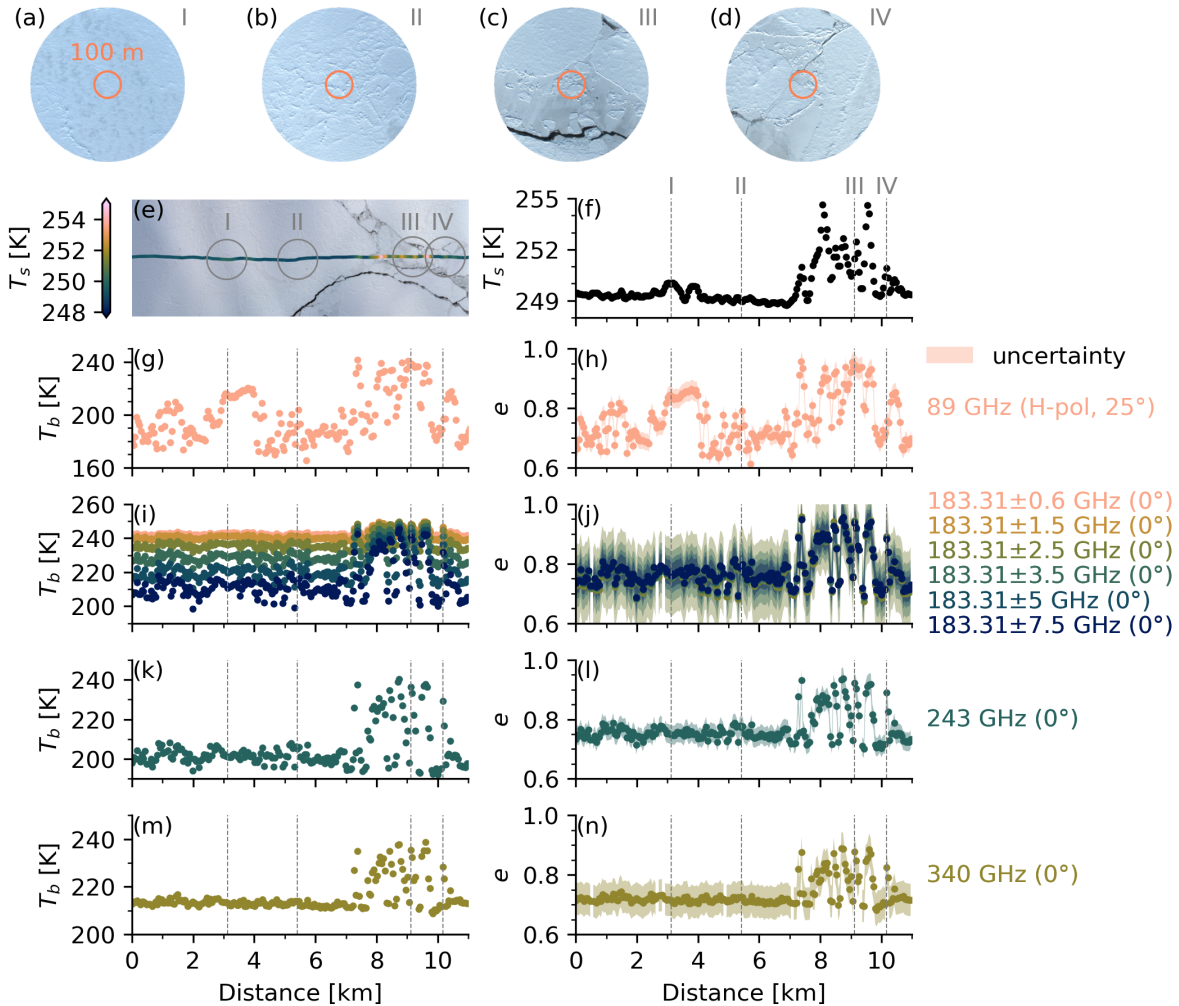 (a) I (b) II (c) III (d) IV
100 m
I II III IV
(e) I II III IV
T_s [K] 254 252 250 248
(f) T_s [K] 255 252 249
(g) T_b [K] 240 200 160
(h) e 1.0 0.8 0.6
uncertainty
89 GHz (H-pol, 25°)
(i) T_b [K] 260 240 220 200
(j) e 1.0 0.8 0.6
183.31±0.6 GHz (0°)
183.31±1.5 GHz (0°)
183.31±2.5 GHz (0°)
183.31±3.5 GHz (0°)
183.31±5 GHz (0°)
183.31±7.5 GHz (0°)
(k) T_b [K] 240 220 200
(l) e 1.0 0.8 0.6
243 GHz (0°)
(m) T_b [K] 240 220 200
(n) e 1.0 0.8 0.6
340 GHz (0°)
0 2 4 6 8 10
0 2 4 6 8 10
Distance [km]
Distance [km]